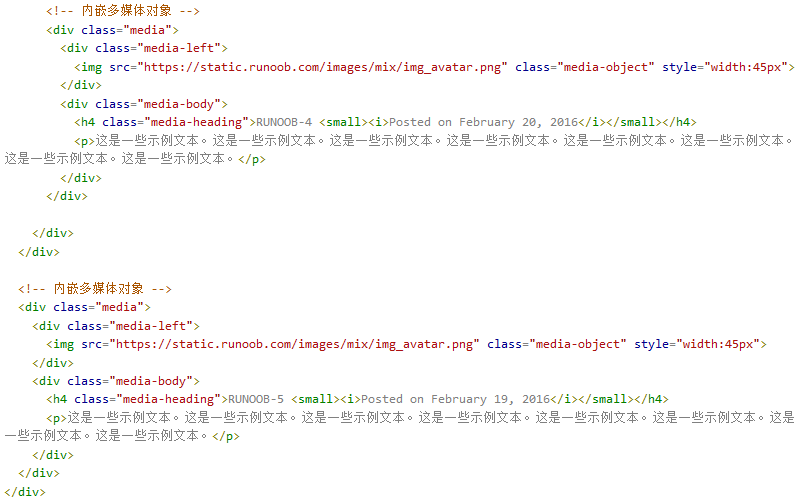 <!-- 内嵌多媒体对象 -->
<div class="media">
<div class="media-left">
<img src="https://static.runoob.com/images/mix/img_avatar.png" class="media-object" style="width:45px">
</div>
<div class="media-body">
<h4 class="media-heading">RUNOOB-4 <small><i>Posted on February 20, 2016</i></small></h4>
<p>这是一些示例文本。这是一些示例文本。这是一些示例文本。这是一些示例文本。这是一些示例文本。这是一些示例文本。
这是一些示例文本。这是一些示例文本。</p>
</div>
</div>
</div>
</div>
<!-- 内嵌多媒体对象 -->
<div class="media">
<div class="media-left">
<img src="https://static.runoob.com/images/mix/img_avatar.png" class="media-object" style="width:45px">
</div>
<div class="media-body">
<h4 class="media-heading">RUNOOB-5 <small><i>Posted on February 19, 2016</i></small></h4>
<p>这是一些示例文本。这是一些示例文本。这是一些示例文本。这是一些示例文本。这是一些示例文本。这是一些示例文本。这是
一些示例文本。这是一些示例文本。</p>
</div>
</div>
</div>